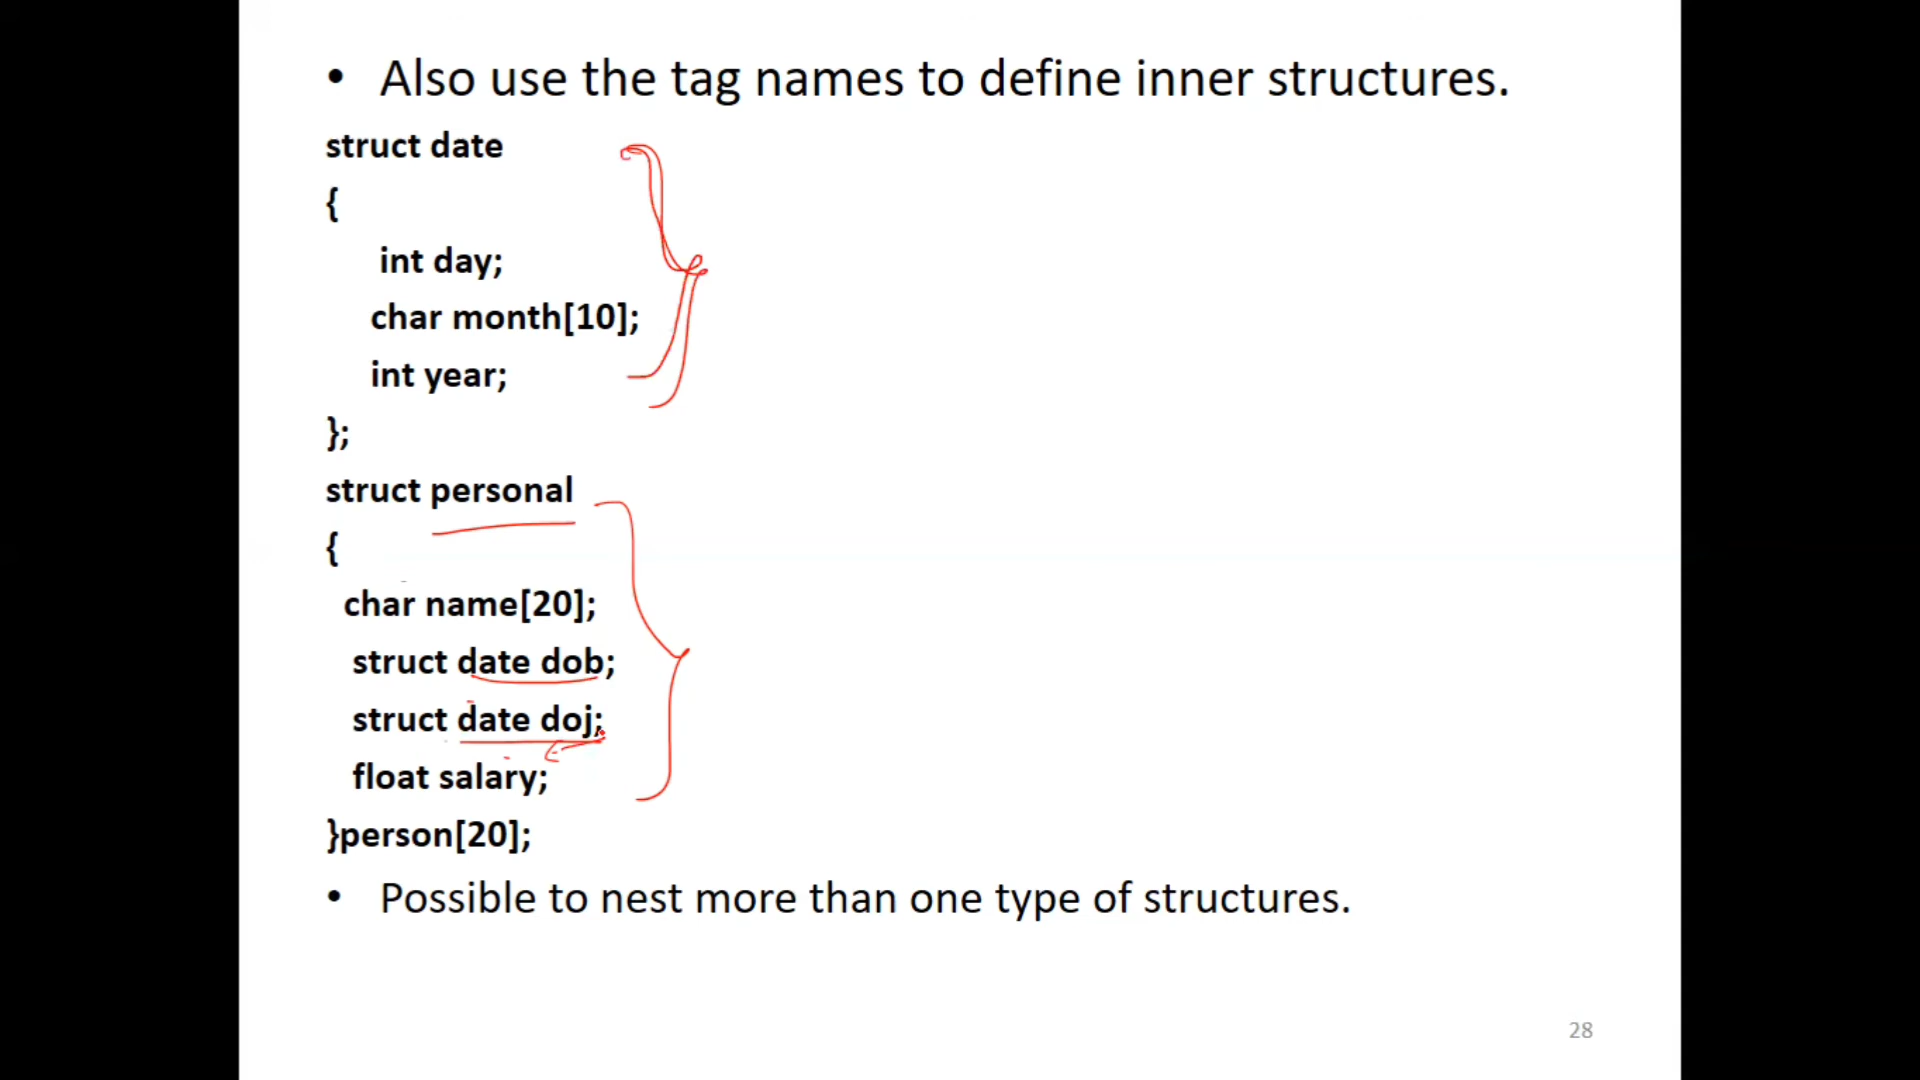 • Also use the tag names to define inner structures.
struct date
{
int day;
char month[10];
int year;
};
struct personal
{
char name[20];
struct date dob;
struct date doj;
float salary;
}person[20];
• Possible to nest more than one type of structures.
28